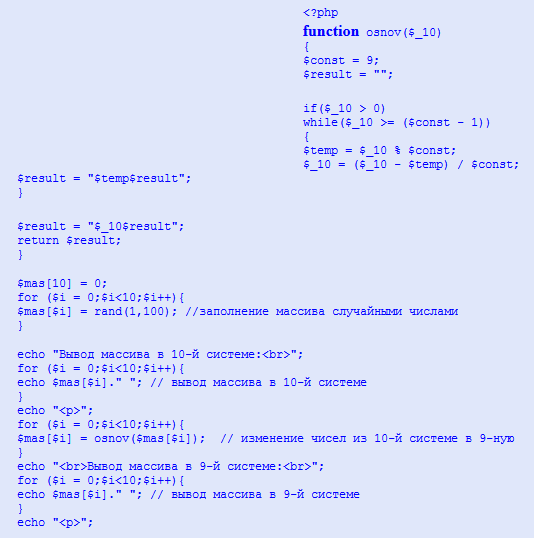 <?php
function osnov($_10)
{
$const = 9;
$result = "";
if($_10 > 0)
while($_10 >= ($const - 1))
{
$temp = $_10 % $const;
$_10 = ($_10 - $temp) / $const;
$result = "$temp$result";
}
$result = "$_10$result";
return $result;
}
$mas[10] = 0;
for ($i = 0;$i<10;$i++){
$mas[$i] = rand(1,100); //заполнение массива случайными числами
}
echo "Вывод массива в 10-й системе:<br>";
for ($i = 0;$i<10;$i++){
echo $mas[$i]." "; // вывод массива в 10-й системе
}
echo "<p>";
for ($i = 0;$i<10;$i++){
$mas[$i] = osnov($mas[$i]);  // изменение чисел из 10-й системе в 9-ную
}
echo "<br>Вывод массива в 9-й системе:<br>";
for ($i = 0;$i<10;$i++){
echo $mas[$i]." "; // вывод массива в 9-й системе
}
echo "<p>";